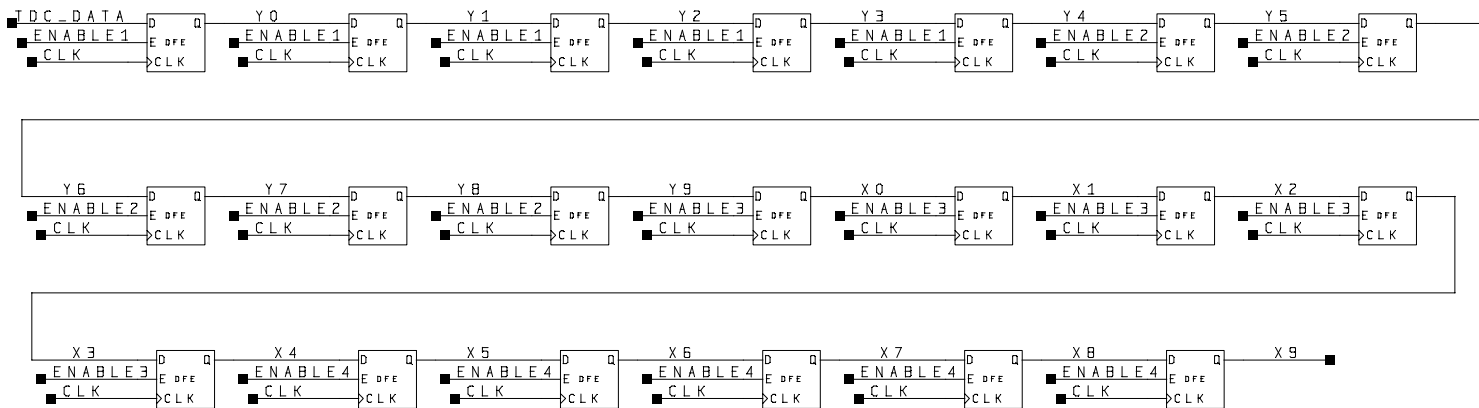 TDC_DATA Y0 Y1 Y2 Y3 Y4 Y5
D Q D Q D Q D Q D Q D Q D Q
ENABLE1 E DFE ENABLE1 E DFE ENABLE1 E DFE ENABLE1 E DFE ENABLE1 E DFE ENABLE2 E DFE ENABLE2 E DFE
CLK CLK CLK CLK CLK CLK CLK CLK CLK CLK CLK CLK CLK CLK
Y6 Y7 Y8 Y9 X0 X1 X2
D Q D Q D Q D Q D Q D Q D Q
ENABLE2 E DFE ENABLE2 E DFE ENABLE2 E DFE ENABLE3 E DFE ENABLE3 E DFE ENABLE3 E DFE ENABLE3 E DFE
CLK CLK CLK CLK CLK CLK CLK CLK CLK CLK CLK CLK CLK CLK
X3 X4 X5 X6 X7 X8 X9
D Q D Q D Q D Q D Q D Q
ENABLE3 E DFE ENABLE4 E DFE ENABLE4 E DFE ENABLE4 E DFE ENABLE4 E DFE ENABLE4 E DFE
CLK CLK CLK CLK CLK CLK CLK CLK CLK CLK CLK CLK